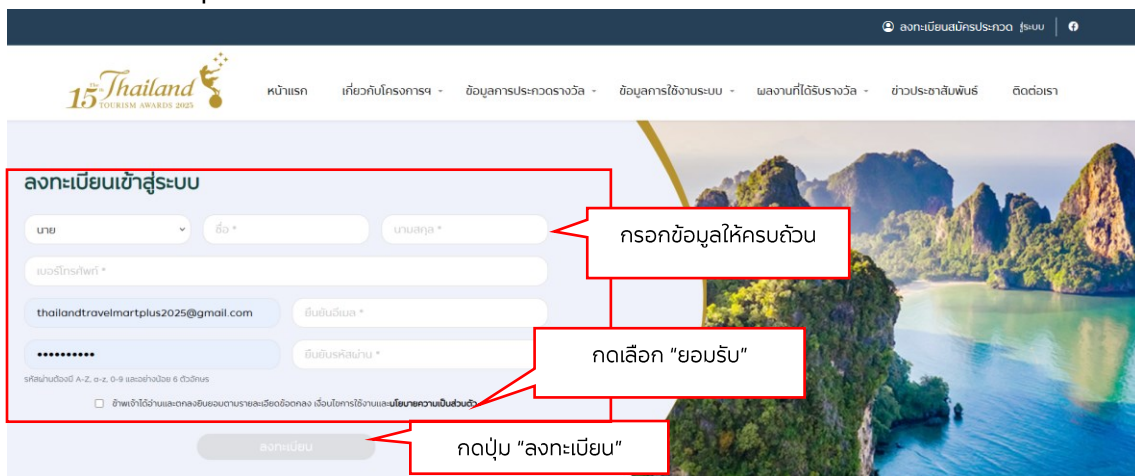 ลงทะเบียนสมัครประกวด
รู่ระบบ
The
15th Thailand
TOURISM AWARDS 2025
หน้าแรก เกี่ยวกับโครงการฯ ข้อมูลการประกวดรางวัล ข้อมูลการใช้งานระบบ ผลงานที่ได้รับรางวัล ข่าวประชาสัมพันธ์ ติดต่อเรา
ลงทะเบียนเข้าสู่ระบบ
นาย ชื่อ * นามสกุล *
กรอกข้อมูลให้ครบถ้วน
เบอร์โทรศัพท์ *
thailandtravelmartplus2025@gmail.com ยืนยันอีเมล *
•••••••••• ยืนยันรหัสผ่าน *
กดเลือก "ยอมรับ"
รหัสผ่านต้องมี A-Z, a-z, 0-9 และอย่างน้อย 6 ตัวอักษร
ข้าพเจ้าได้อ่านและตกลงยินยอมตามรายละเอียดข้อตกลง เงื่อนไขการใช้งานและนโยบายความเป็นส่วนตัว
ลงทะเบียน
กดปุ่ม "ลงทะเบียน"